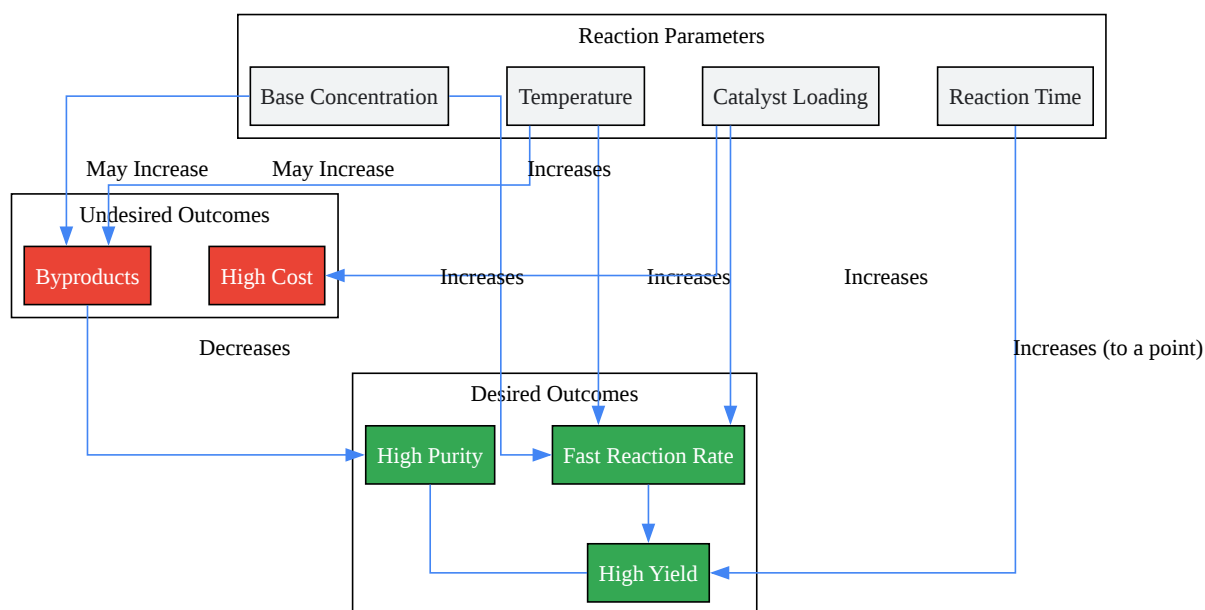 Reaction Parameters
Base Concentration
Temperature
Catalyst Loading
Reaction Time
May Increase
May Increase
Increases
Undesired Outcomes
Byproducts
High Cost
Increases
Increases
Increases
Decreases
Increases (to a point)
Desired Outcomes
High Purity
Fast Reaction Rate
High Yield